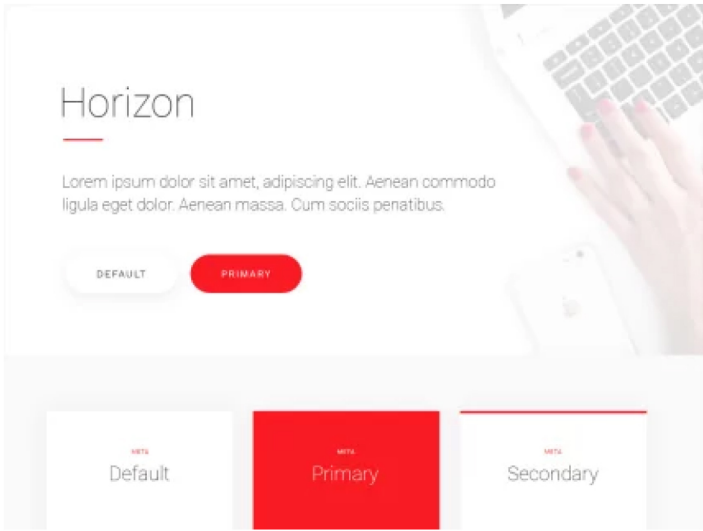 Horizon
Lorem ipsum dolor sit amet, adipiscing elit. Aenean commodo
ligula eget dolor. Aenean massa. Cum sociis penatibus.
DEFAULT PRIMARY
META META META
Default Primary Secondary